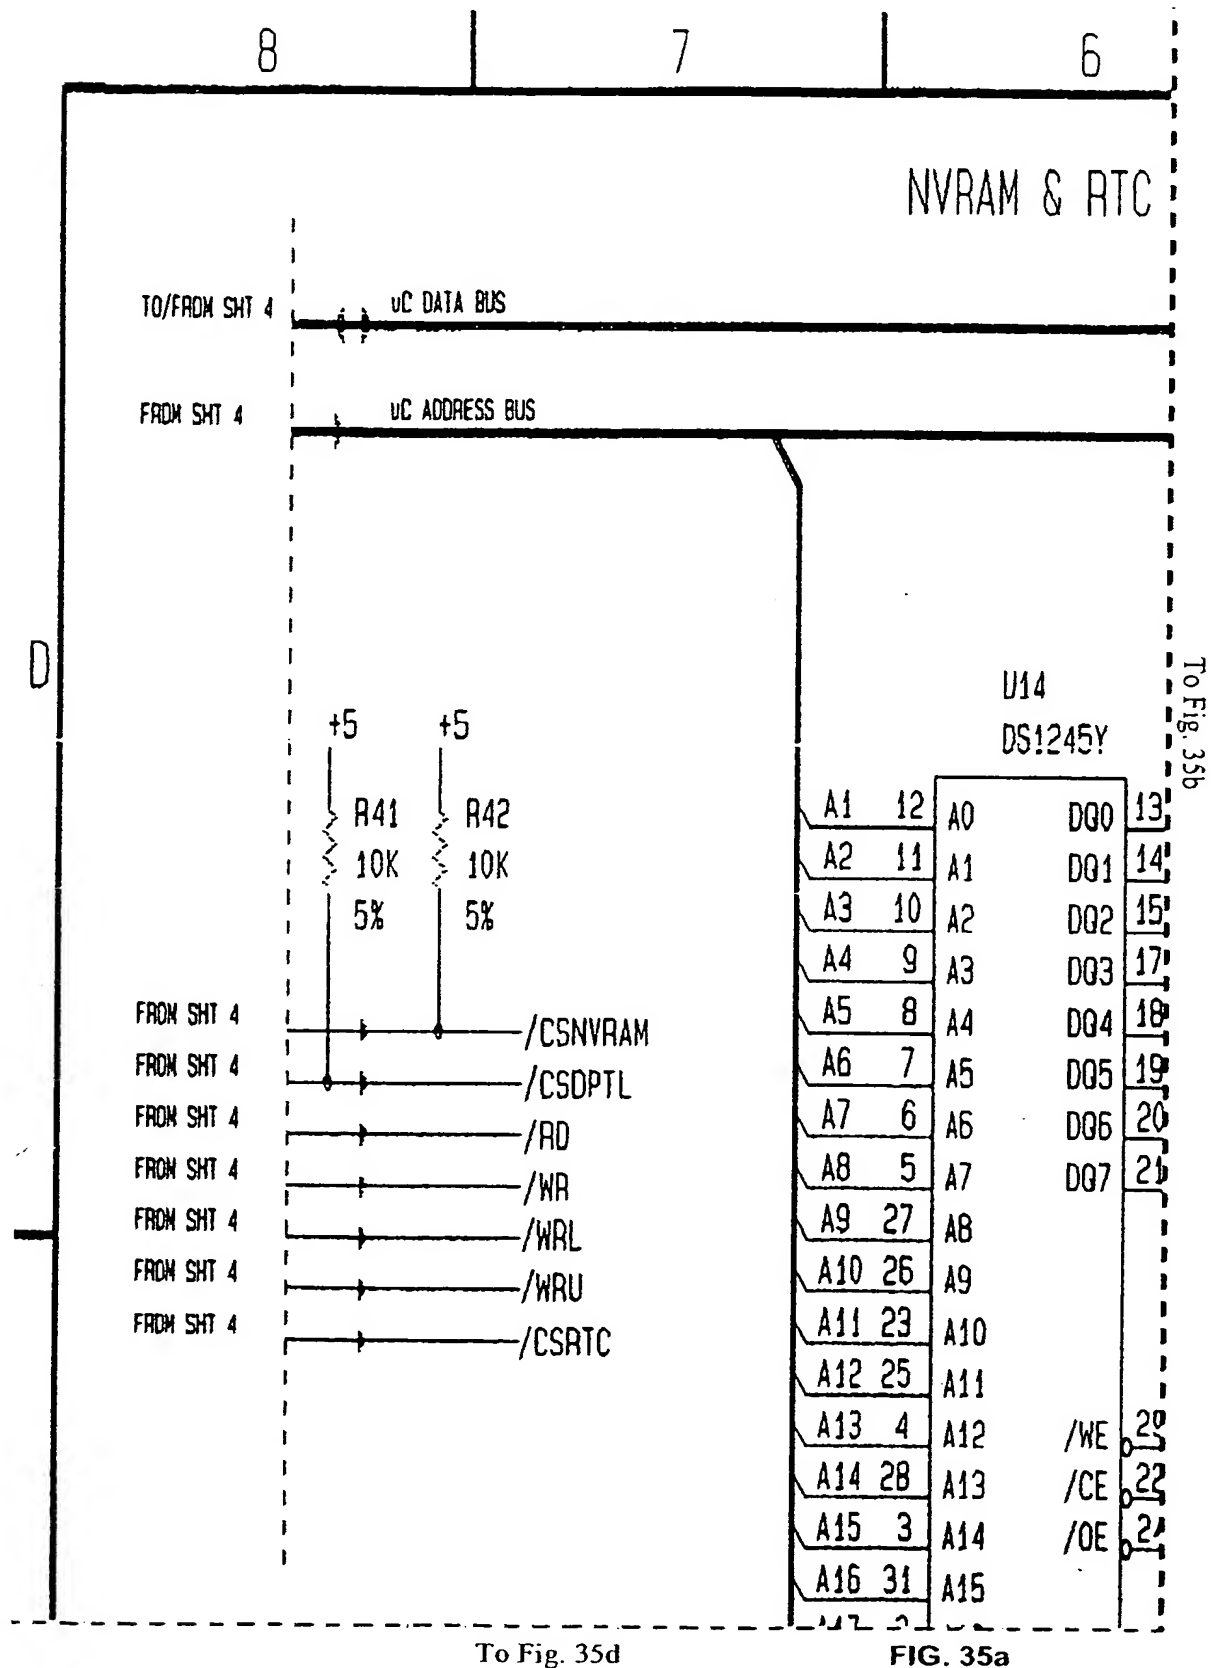 8 7 6
NVRAM & RTC
TO/FROM SHT 4 uC DATA BUS
FROM SHT 4 uC ADDRESS BUS
D
To Fig. 35b
U14
DS1245Y
+5 +5
R41 R42
10K 10K
5% 5%
A1 12 A0 DQ0 13
A2 11 A1 DQ1 14
A3 10 A2 DQ2 15
A4 9 A3 DQ3 17
A5 8 A4 DQ4 18
A6 7 A5 DQ5 19
A7 6 A6 DQ6 20
A8 5 A7 DQ7 21
A9 27 A8
A10 26 A9
A11 23 A10
A12 25 A11
A13 4 A12 /WE 29
A14 28 A13 /CE 22
A15 3 A14 /OE
A16 31 A15
FROM SHT 4 /CSNVRAM
FROM SHT 4 /CSDPTL
FROM SHT 4 /RD
FROM SHT 4 /WR
FROM SHT 4 /WRL
FROM SHT 4 /WRU
FROM SHT 4 /CSRTC
To Fig. 35d
FIG. 35a